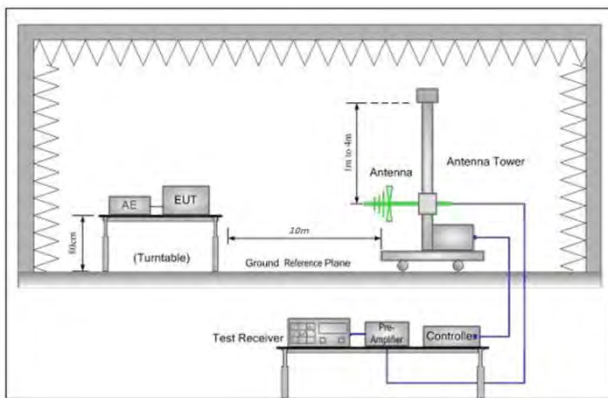 1m to 4m
Antenna
Antenna Tower
AE
EUT
80cm
(Turntable)
10m
Ground Reference Plane
Test Receiver
Pre-
Amplifier
Controller